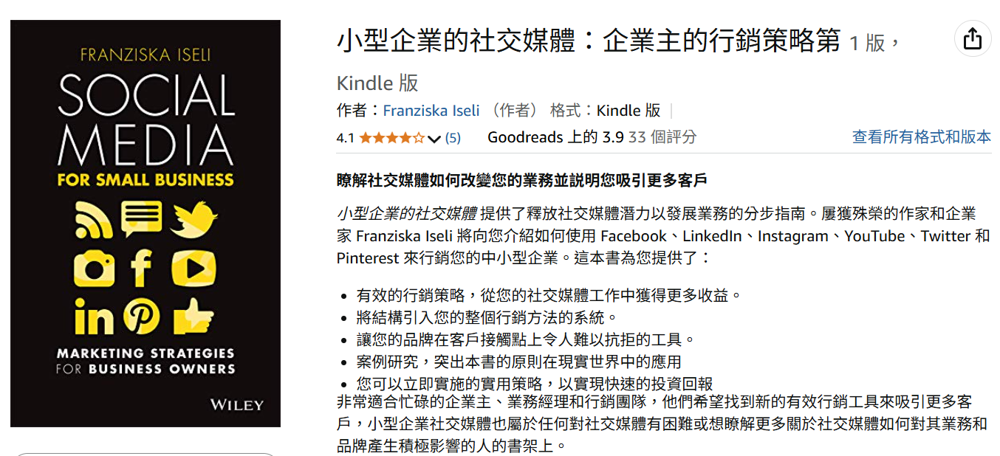 FRANZISKA ISELI
SOCIAL
MEDIA
FOR SMALL BUSINESS
in
MARKETING STRATEGIES
FOR BUSINESS OWNERS
WILEY
小型企業的社交媒體：企業主的行銷策略第 1 版，
Kindle 版
作者：Franziska Iseli （作者） 格式：Kindle 版
4.1 (5) Goodreads 上的 3.9 33 個評分 查看所有格式和版本
瞭解社交媒體如何改變您的業務並説明您吸引更多客戶
小型企業的社交媒體 提供了釋放社交媒體潛力以發展業務的分步指南。屢獲殊榮的作家和企業
家 Franziska Iseli 將向您介紹如何使用 Facebook、LinkedIn、Instagram、YouTube、Twitter 和
Pinterest 來行銷您的中小型企業。這本書為您提供了：
• 有效的行銷策略，從您的社交媒體工作中獲得更多收益。
• 將結構引入您的整個行銷方法的系統。
• 讓您的品牌在客戶接觸點上令人難以抗拒的工具。
• 案例研究，突出本書的原則在現實世界中的應用
• 您可以立即實施的實用策略，以實現快速的投資回報
非常適合忙碌的企業主、業務經理和行銷團隊，他們希望找到新的有效行銷工具來吸引更多客
戶，小型企業社交媒體也屬於任何對社交媒體有困難或想瞭解更多關於社交媒體如何對其業務和
品牌產生積極影響的人的書架上。